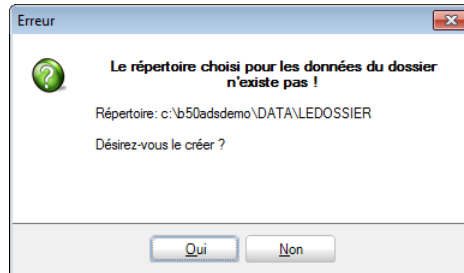 Erreur
Le répertoire choisi pour les données du dossier
n'existe pas !
Répertoire: c:\b50adsdemo\DATA\LEDOSSIER
Désirez-vous le créer ?
Oui Non